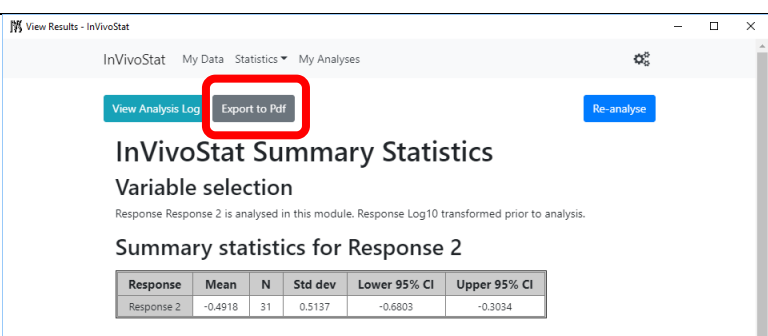 View Results - InVivoStat
InVivoStat My Data Statistics My Analyses
View Analysis Log Export to Pdf Re-analyse
InVivoStat Summary Statistics
Variable selection
Response Response 2 is analysed in this module. Response Log10 transformed prior to analysis.
Summary statistics for Response 2
Response Mean N Std dev Lower 95% CI Upper 95% CI
Response 2 -0.4918 31 0.5137 -0.6803 -0.3034